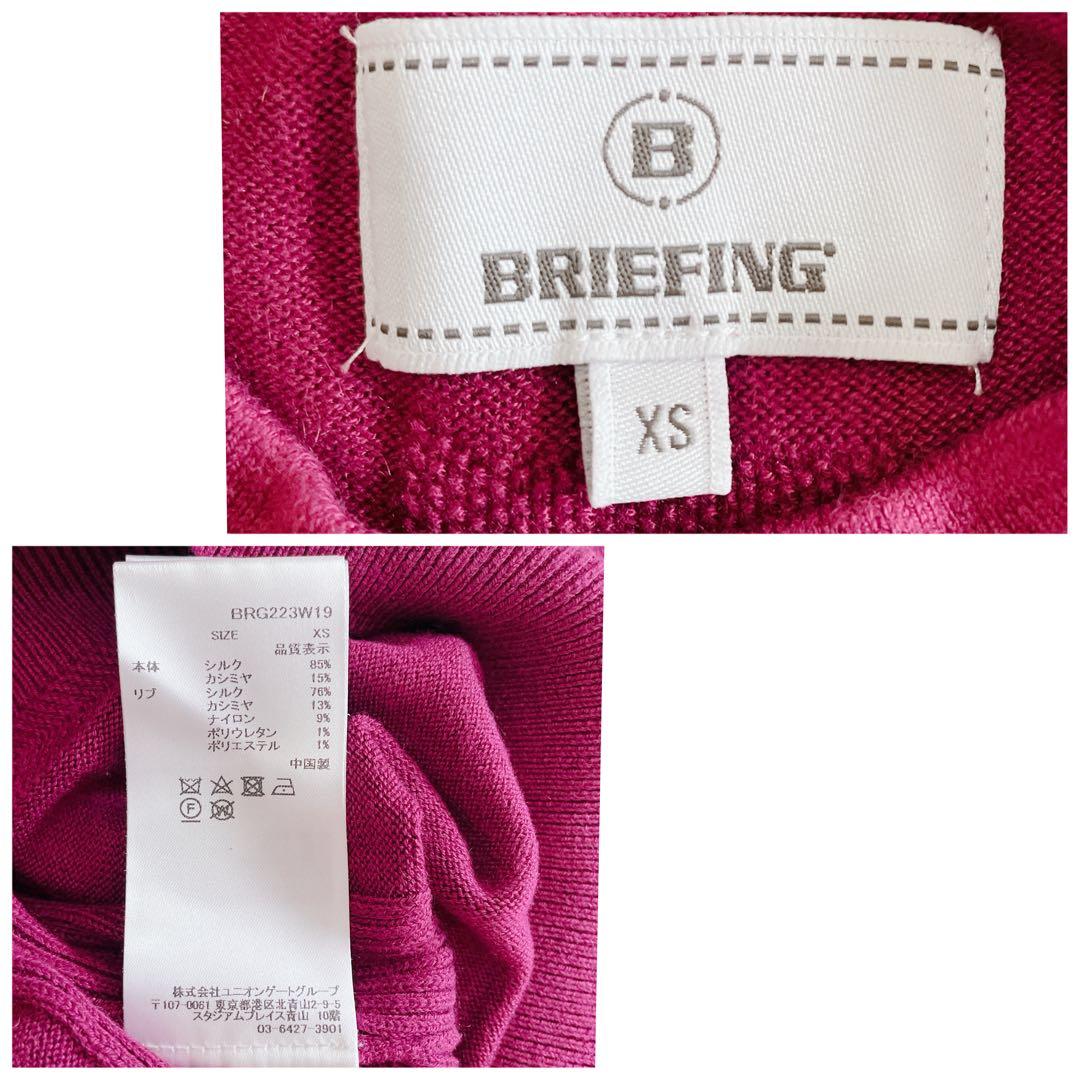 B
BRIEFING
XS
BRG223W19
SIZE XS
品質表示
本体 シルク 85%
カシミヤ 15%
リブ シルク 76%
カシミヤ 13%
ナイロン 9%
ポリウレタン 1%
ポリエステル 1%
中国製
F W
株式会社ユニオンゲートグループ
〒107-0061 東京都港区北青山2-9-5
スタジアムプレイス青山 10階
03-6427-3901